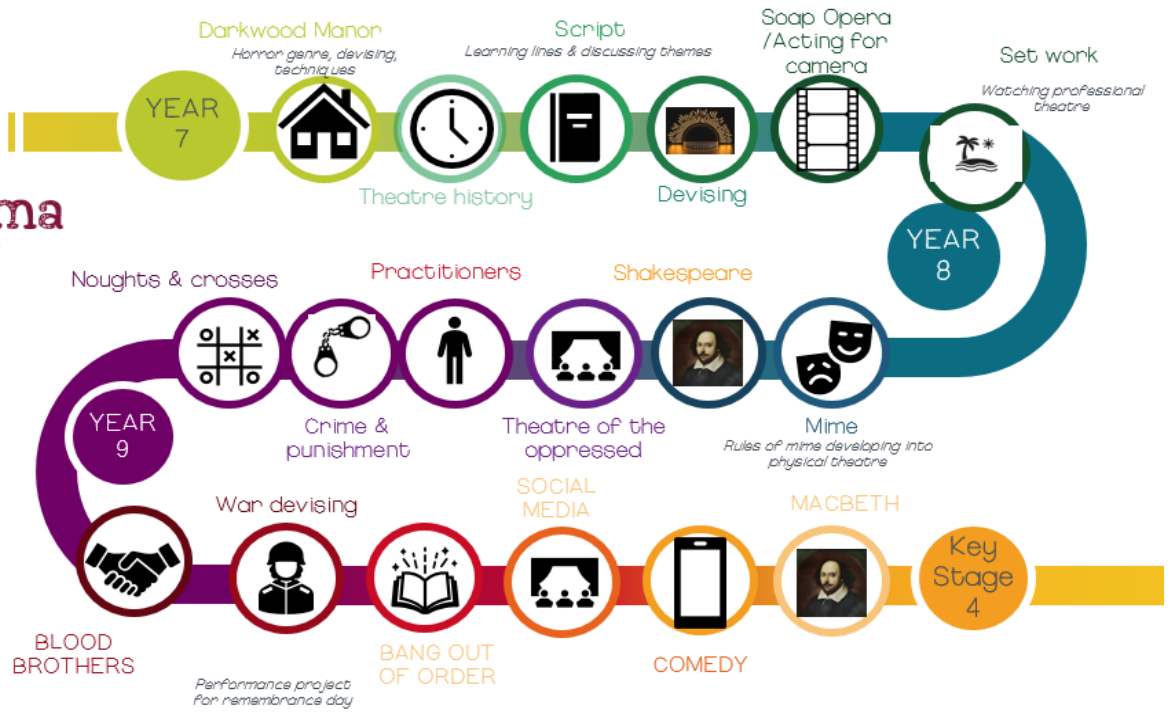 Darkwood Manor
Horror genre, devising,
techniques
Script
Learning lines & discussing themes
Soap Opera
/Acting for
camera
Set work
Watching professional
theatre
YEAR
7
Theatre history
Devising
ma
YEAR
8
Noughts & crosses
Practitioners
Shakespeare
Crime &
punishment
Theatre of the
oppressed
Mime
Rules of mime developing into
physical theatre
YEAR
9
War devising
SOCIAL
MEDIA
MACBETH
Key
Stage
4
BLOOD
BROTHERS
BANG OUT
OF ORDER
COMEDY
Performance project
for remembrance day